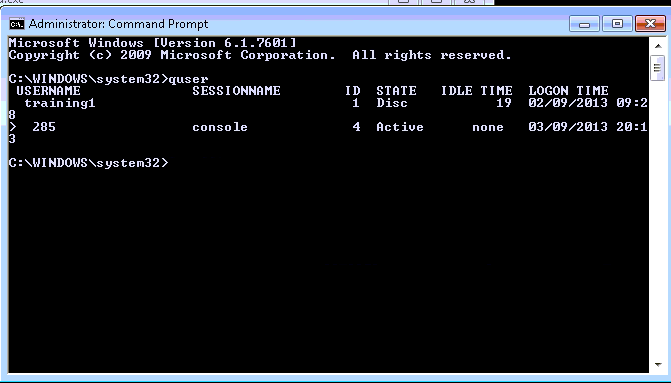 Administrator: Command Prompt
Microsoft Windows [Version 6.1.7601]
Copyright (c) 2009 Microsoft Corporation.  All rights reserved.
C:\WINDOWS\system32>quser
 USERNAME              SESSIONNAME        ID  STATE   IDLE TIME  LOGON TIME
  training1                                1  Disc           19  02/09/2013 09:2
8
>  285                 console             4  Active      none   03/09/2013 20:1
3
C:\WINDOWS\system32>